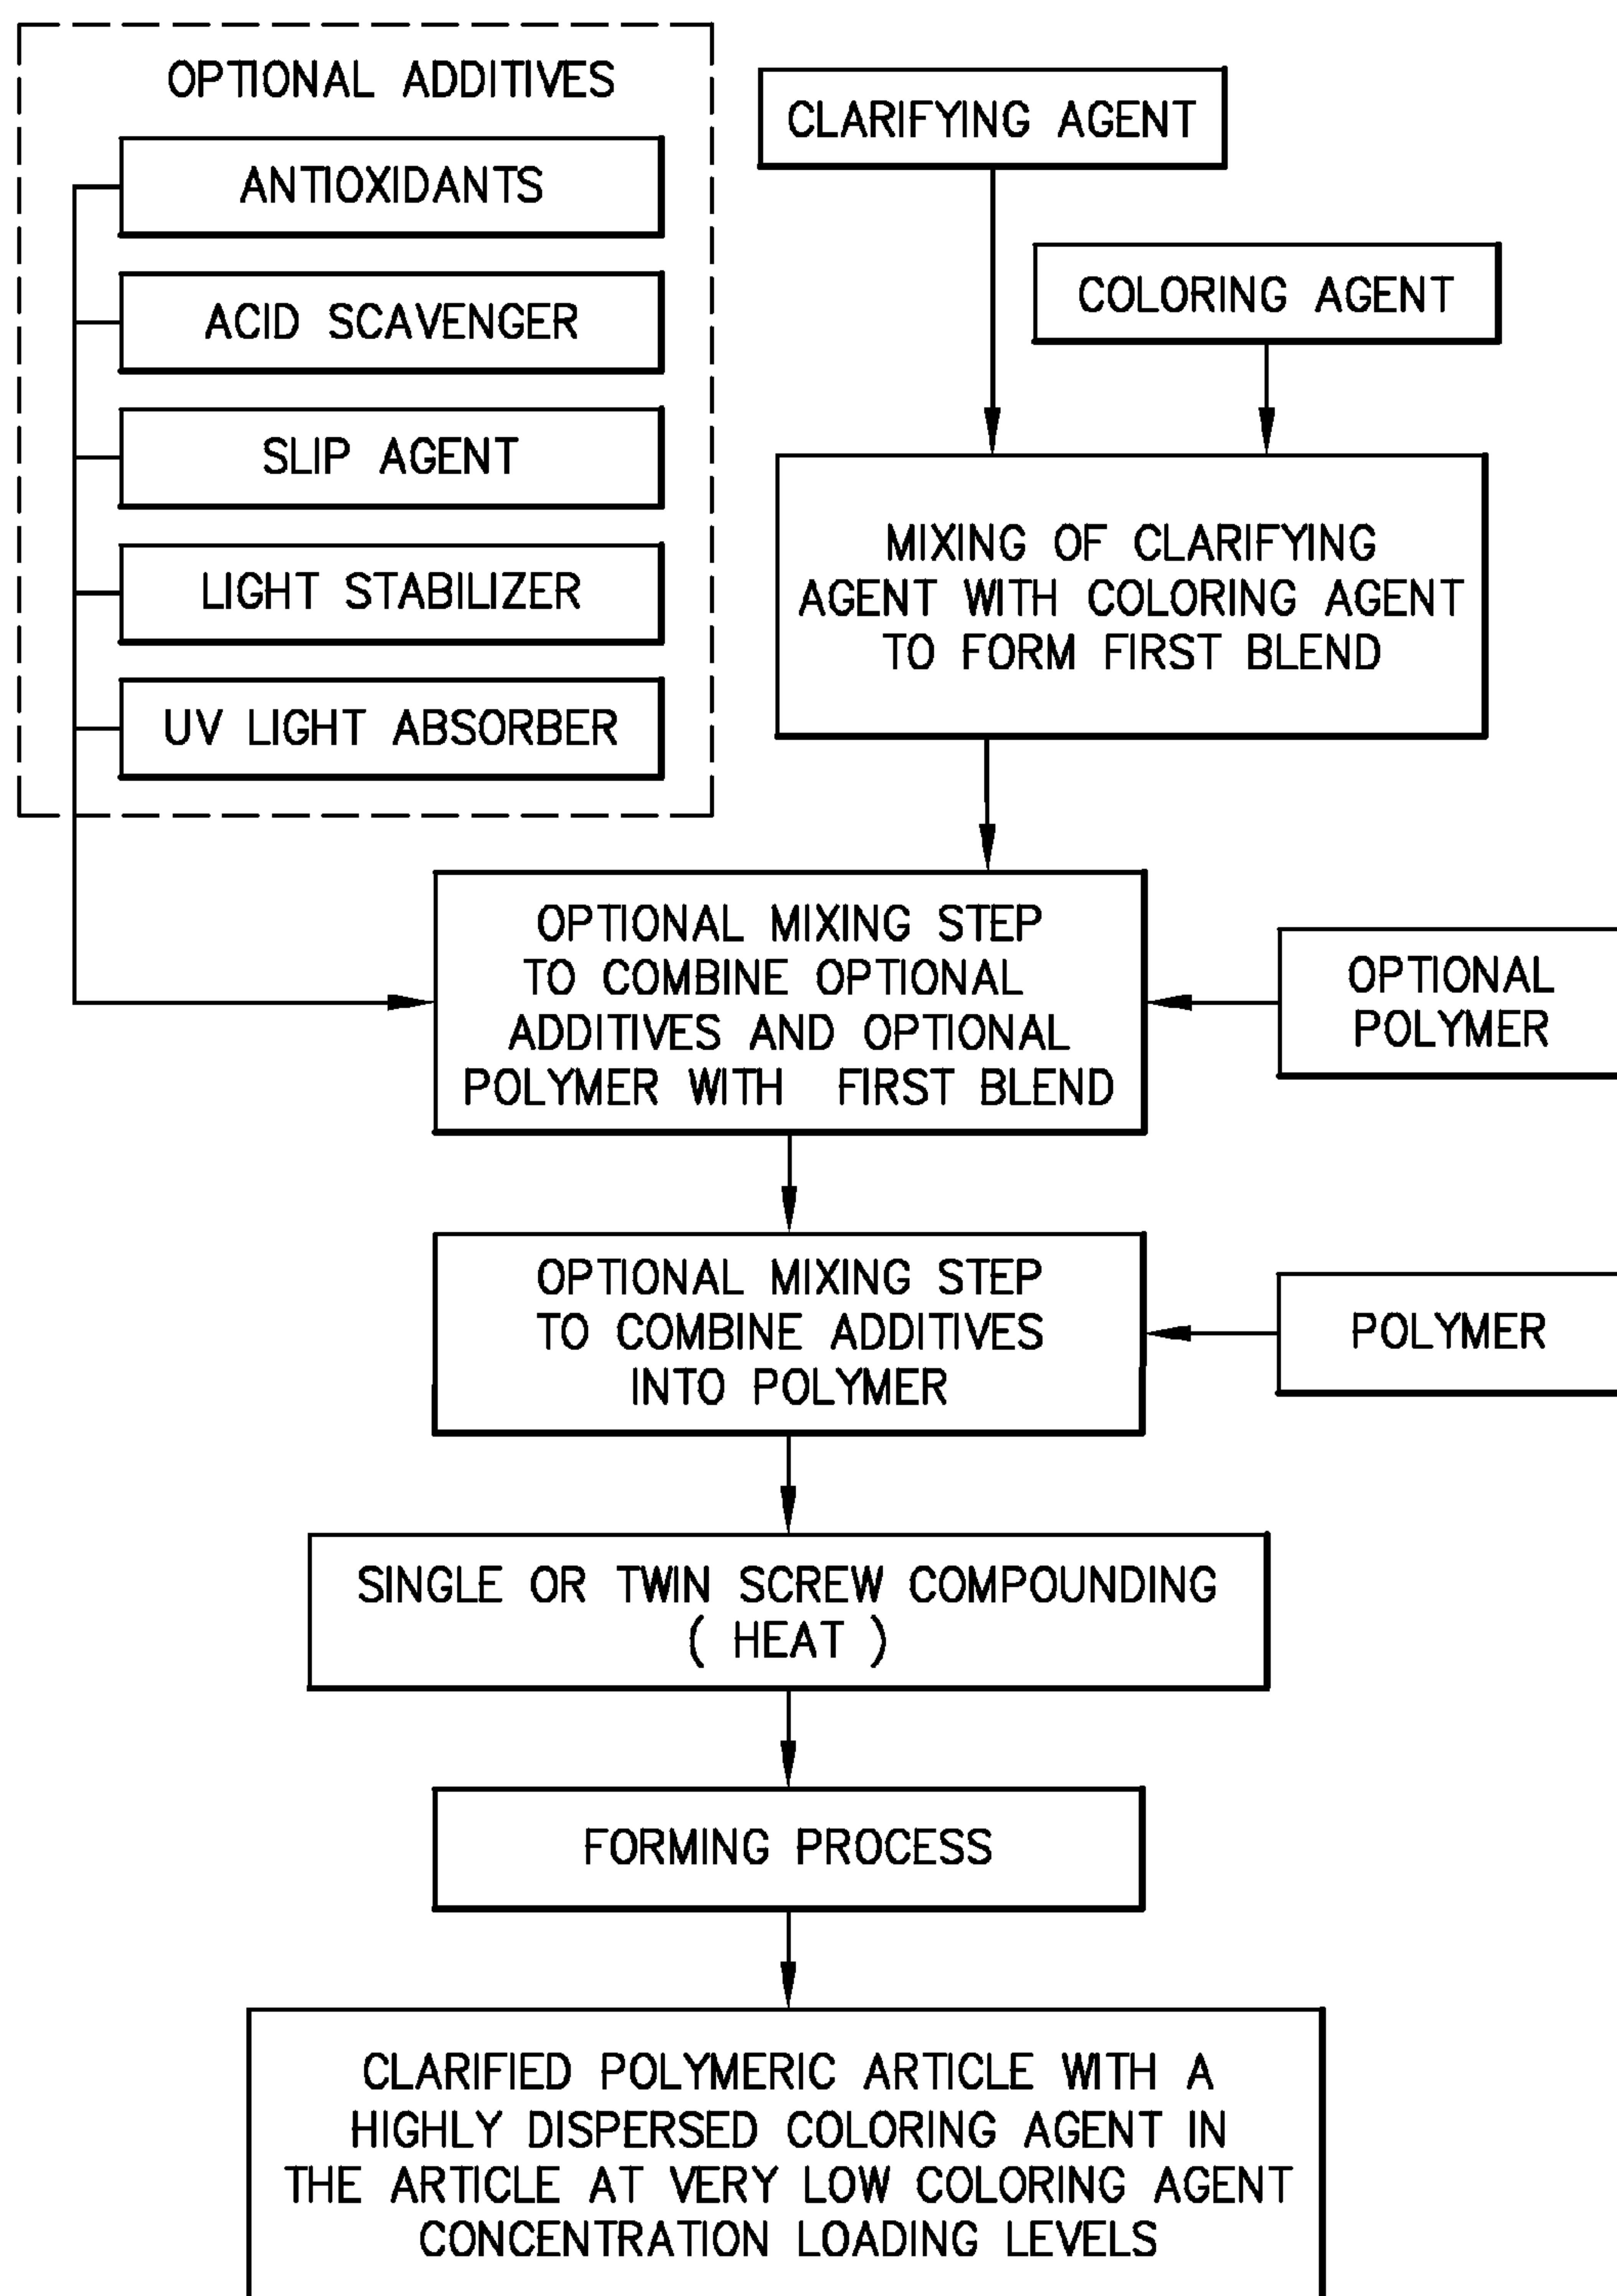 OPTIONAL ADDITIVES
ANTIOXIDANTS
ACID SCAVENGER
SLIP AGENT
LIGHT STABILIZER
UV LIGHT ABSORBER
CLARIFYING AGENT
COLORING AGENT
MIXING OF CLARIFYING
AGENT WITH COLORING AGENT
TO FORM FIRST BLEND
OPTIONAL MIXING STEP
TO COMBINE OPTIONAL
ADDITIVES AND OPTIONAL
POLYMER WITH FIRST BLEND
OPTIONAL
POLYMER
OPTIONAL MIXING STEP
TO COMBINE ADDITIVES
INTO POLYMER
POLYMER
SINGLE OR TWIN SCREW COMPOUNDING
( HEAT )
FORMING PROCESS
CLARIFIED POLYMERIC ARTICLE WITH A
HIGHLY DISPERSED COLORING AGENT IN
THE ARTICLE AT VERY LOW COLORING AGENT
CONCENTRATION LOADING LEVELS